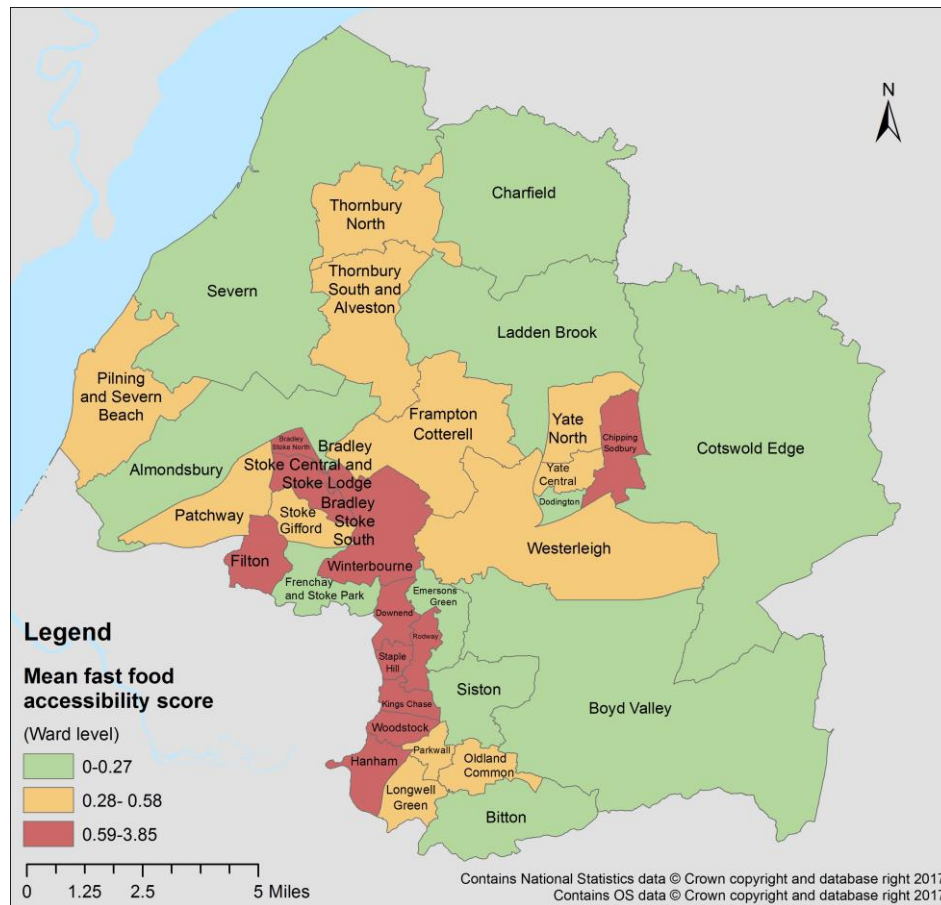 N
Charfield
Thornbury
North
Thornbury
South and
Alveston
Severn
Ladden Brook
Pilning
and Severn
Beach
Frampton
Cotterell
Yate
North
Chipping
Sodbury
Cotswold Edge
Bradley
Stoke North
Bradley
Stoke Central and
Stoke Lodge
Almondsbury
Yate
Central
Dodington
Bradley
Stoke
South
Patchway
Stoke
Gifford
Westerleigh
Filton
Winterbourne
Frenchay
and Stoke Park
Emersons
Green
Downend
Rodway
Staple
Hill
Siston
Kings Chase
Boyd Valley
Woodstock
Parkwall
Hanham
Oldland
Common
Longwell
Green
Bitton
Legend
Mean fast food
accessibility score
(Ward level)
0-0.27
0.28- 0.58
0.59-3.85
0 1.25 2.5 5 Miles
Contains National Statistics data © Crown copyright and database right 2017
Contains OS data © Crown copyright and database right 2017